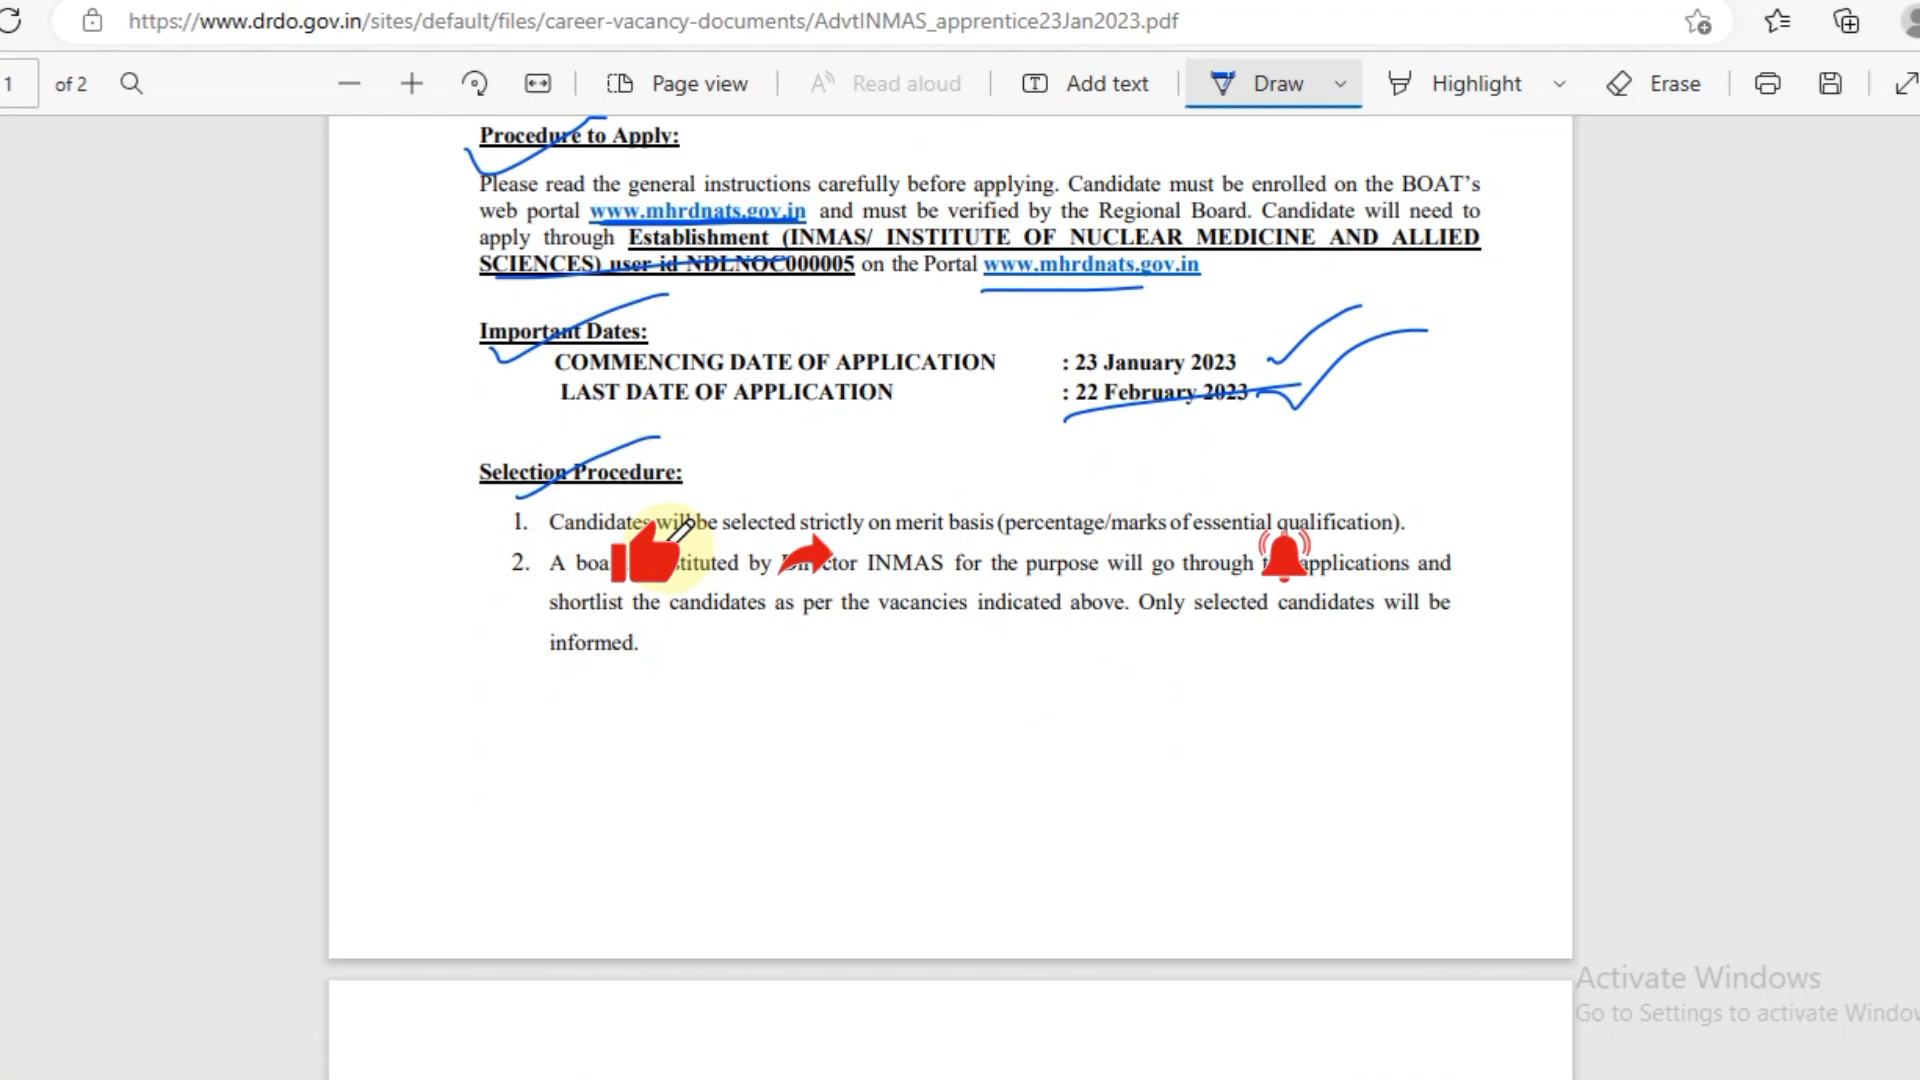 https://www.drdo.gov.in/sites/default/files/career-vacancy-documents/AdvtINMAS_apprentice23Jan2023.pdf
1 of 2 Page view Read aloud Add text Draw Highlight Erase
Procedure to Apply:
Please read the general instructions carefully before applying. Candidate must be enrolled on the BOAT's
web portal www.mhrdnats.gov.in and must be verified by the Regional Board. Candidate will need to
apply through Establishment (INMAS/ INSTITUTE OF NUCLEAR MEDICINE AND ALLIED
SCIENCES) user id NDLNOC000005 on the Portal www.mhrdnats.gov.in
Important Dates:
COMMENCING DATE OF APPLICATION : 23 January 2023
LAST DATE OF APPLICATION : 22 February 2023
Selection Procedure:
1. Candidates will be selected strictly on merit basis (percentage/marks of essential qualification).
2. A by INMAS for the purpose will go through applications and
shortlist the candidates as per the vacancies indicated above. Only selected candidates will be
informed.
Activate Windows
Go to Settings to activate